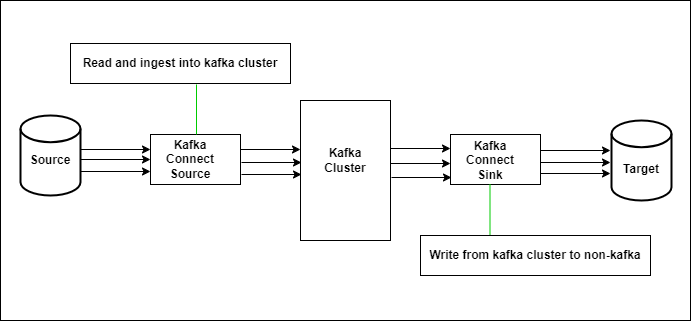 Read and ingest into kafka cluster
Source
Kafka
Connect
Source
Kafka
Cluster
Kafka
Connect
Sink
Target
Write from kafka cluster to non-kafka